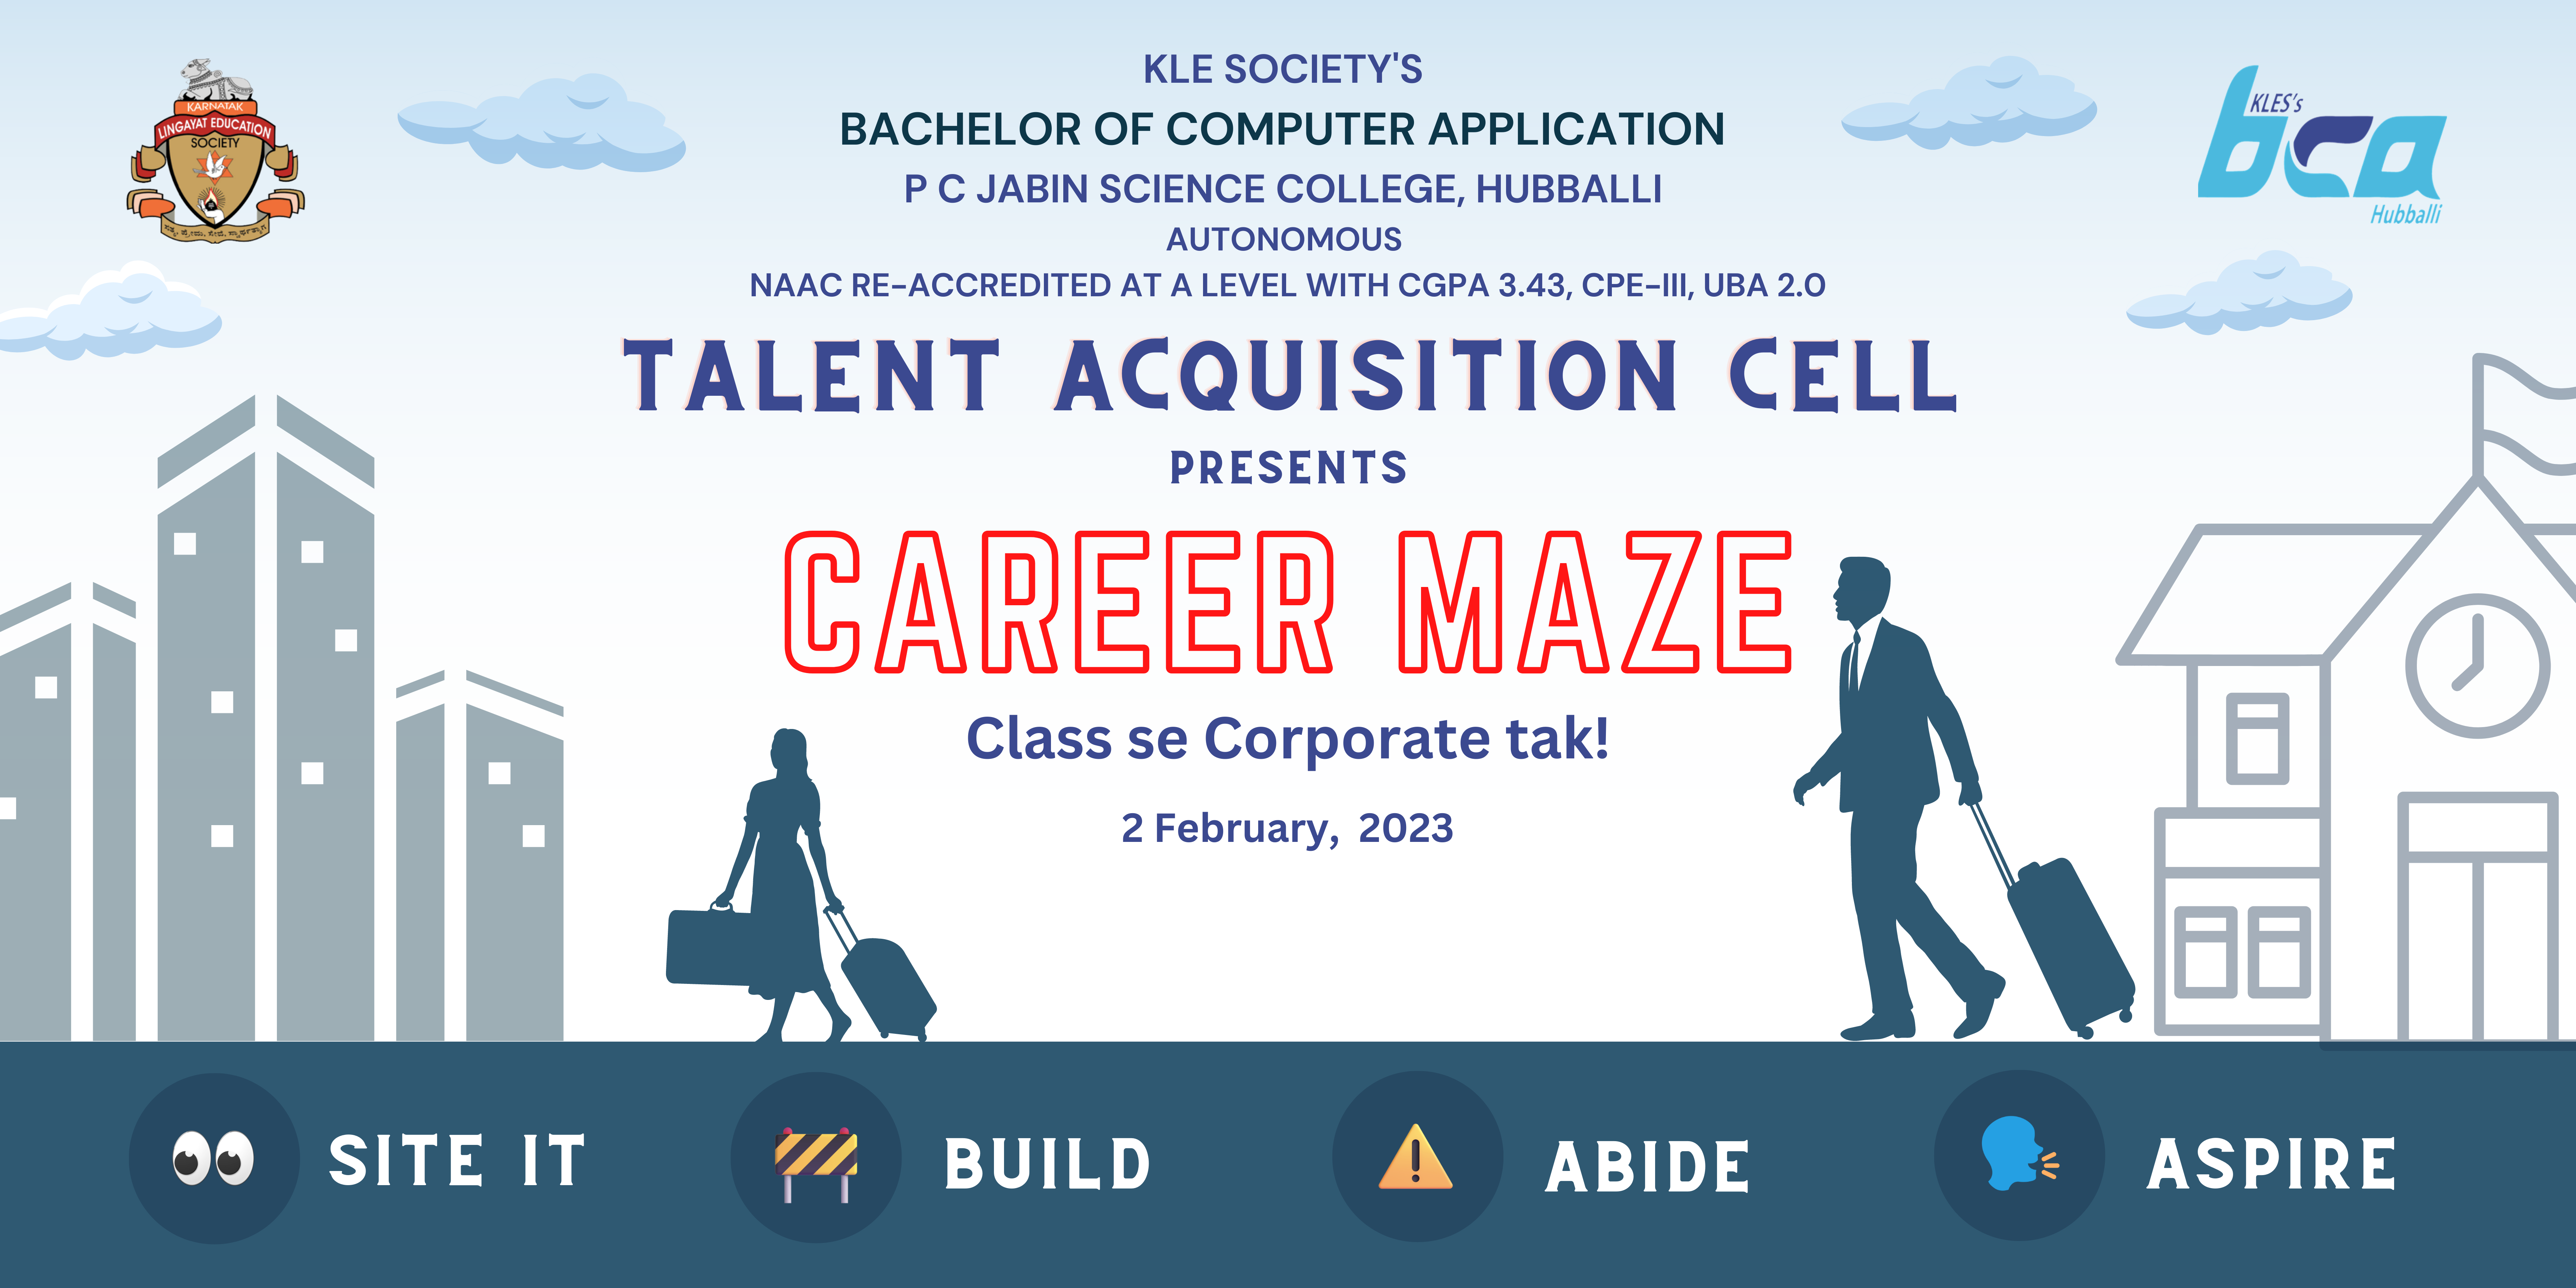 KARNATAK
LINGAYAT EDUCATION
SOCIETY
ಸತ್ಯ, ಪ್ರೇಮ, ಸೇವೆ, ಸ್ವಾರ್ಥತ್ಯಾಗ
KLE SOCIETY'S
BACHELOR OF COMPUTER APPLICATION
P C JABIN SCIENCE COLLEGE, HUBBALLI
AUTONOMOUS
NAAC RE-ACCREDITED AT A LEVEL WITH CGPA 3.43, CPE-III, UBA 2.0
KLES's
bca
Hubballi
TALENT ACQUISITION CELL
PRESENTS
CAREER MAZE
Class se Corporate tak!
2 February, 2023
SITE IT
BUILD
ABIDE
ASPIRE